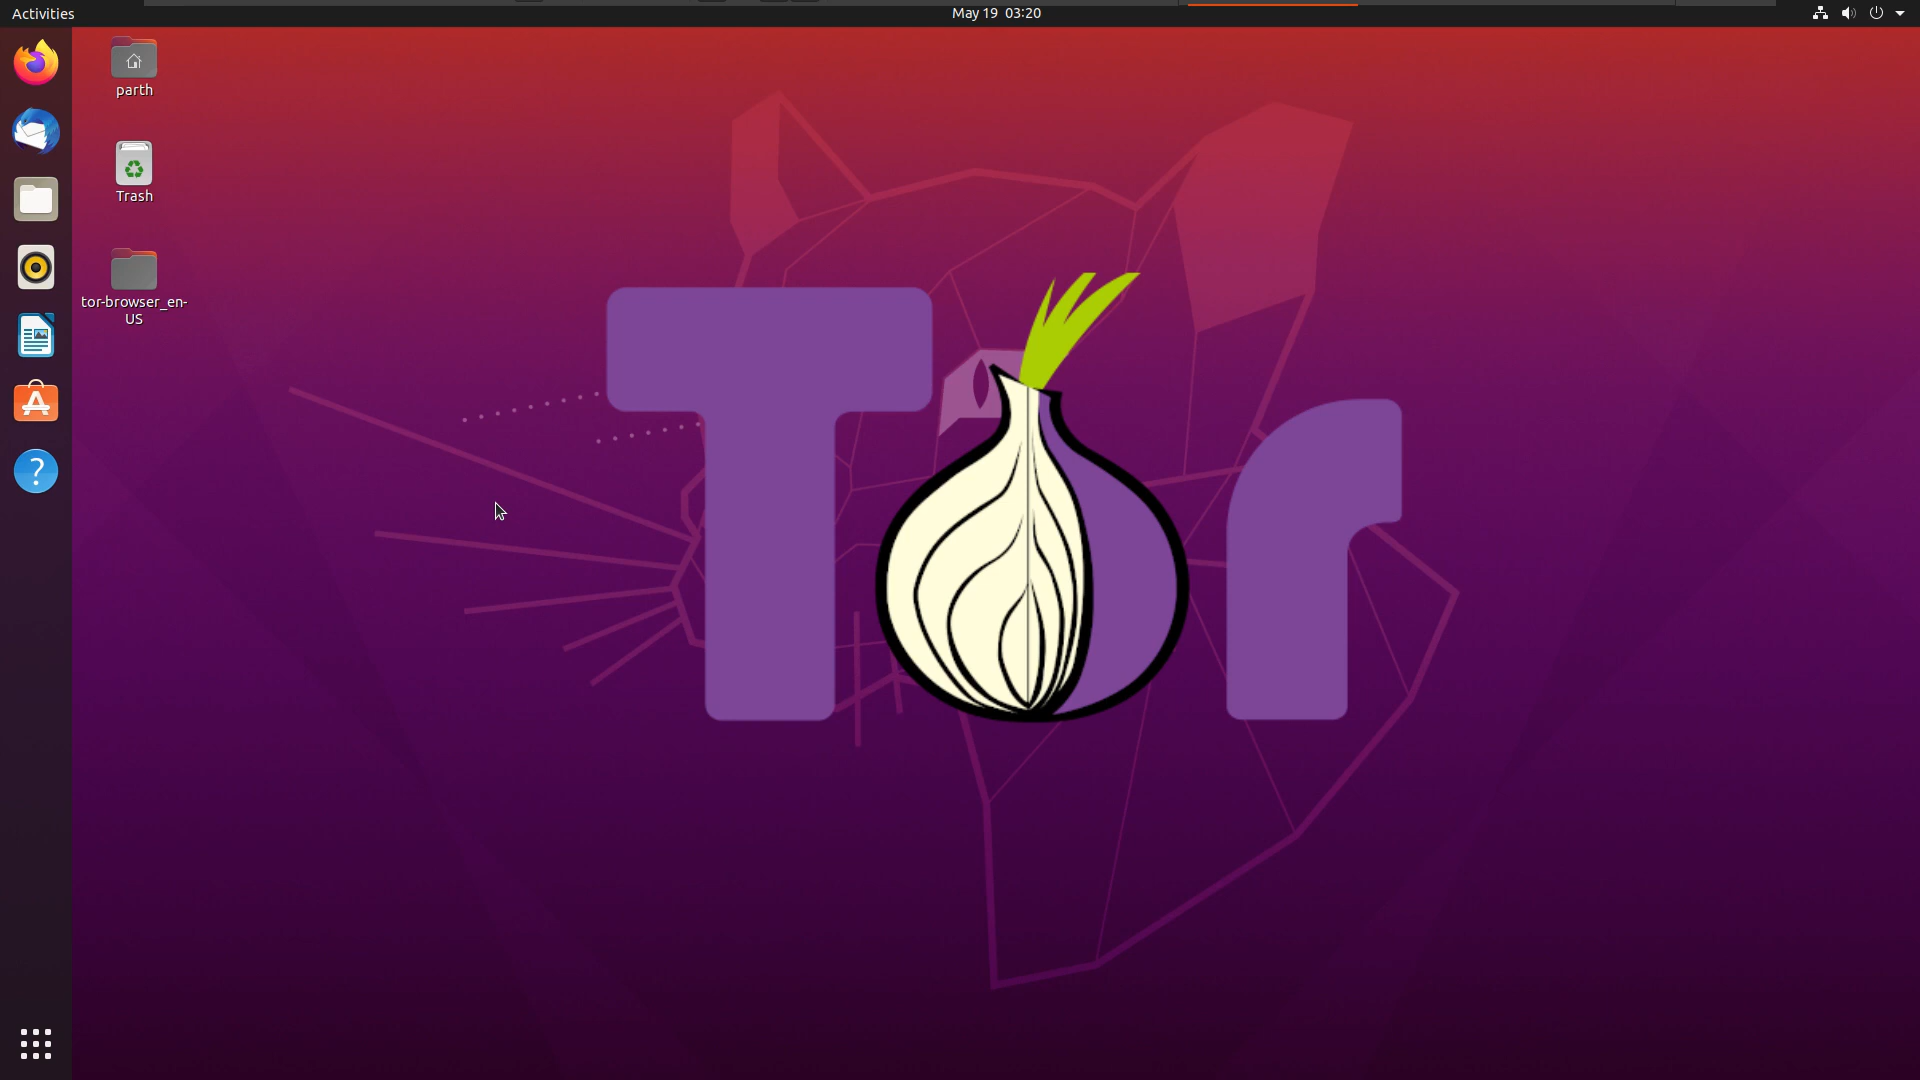 Activities
May 19 03:20
parth
Trash
tor-browser_en-
US
Tor
?